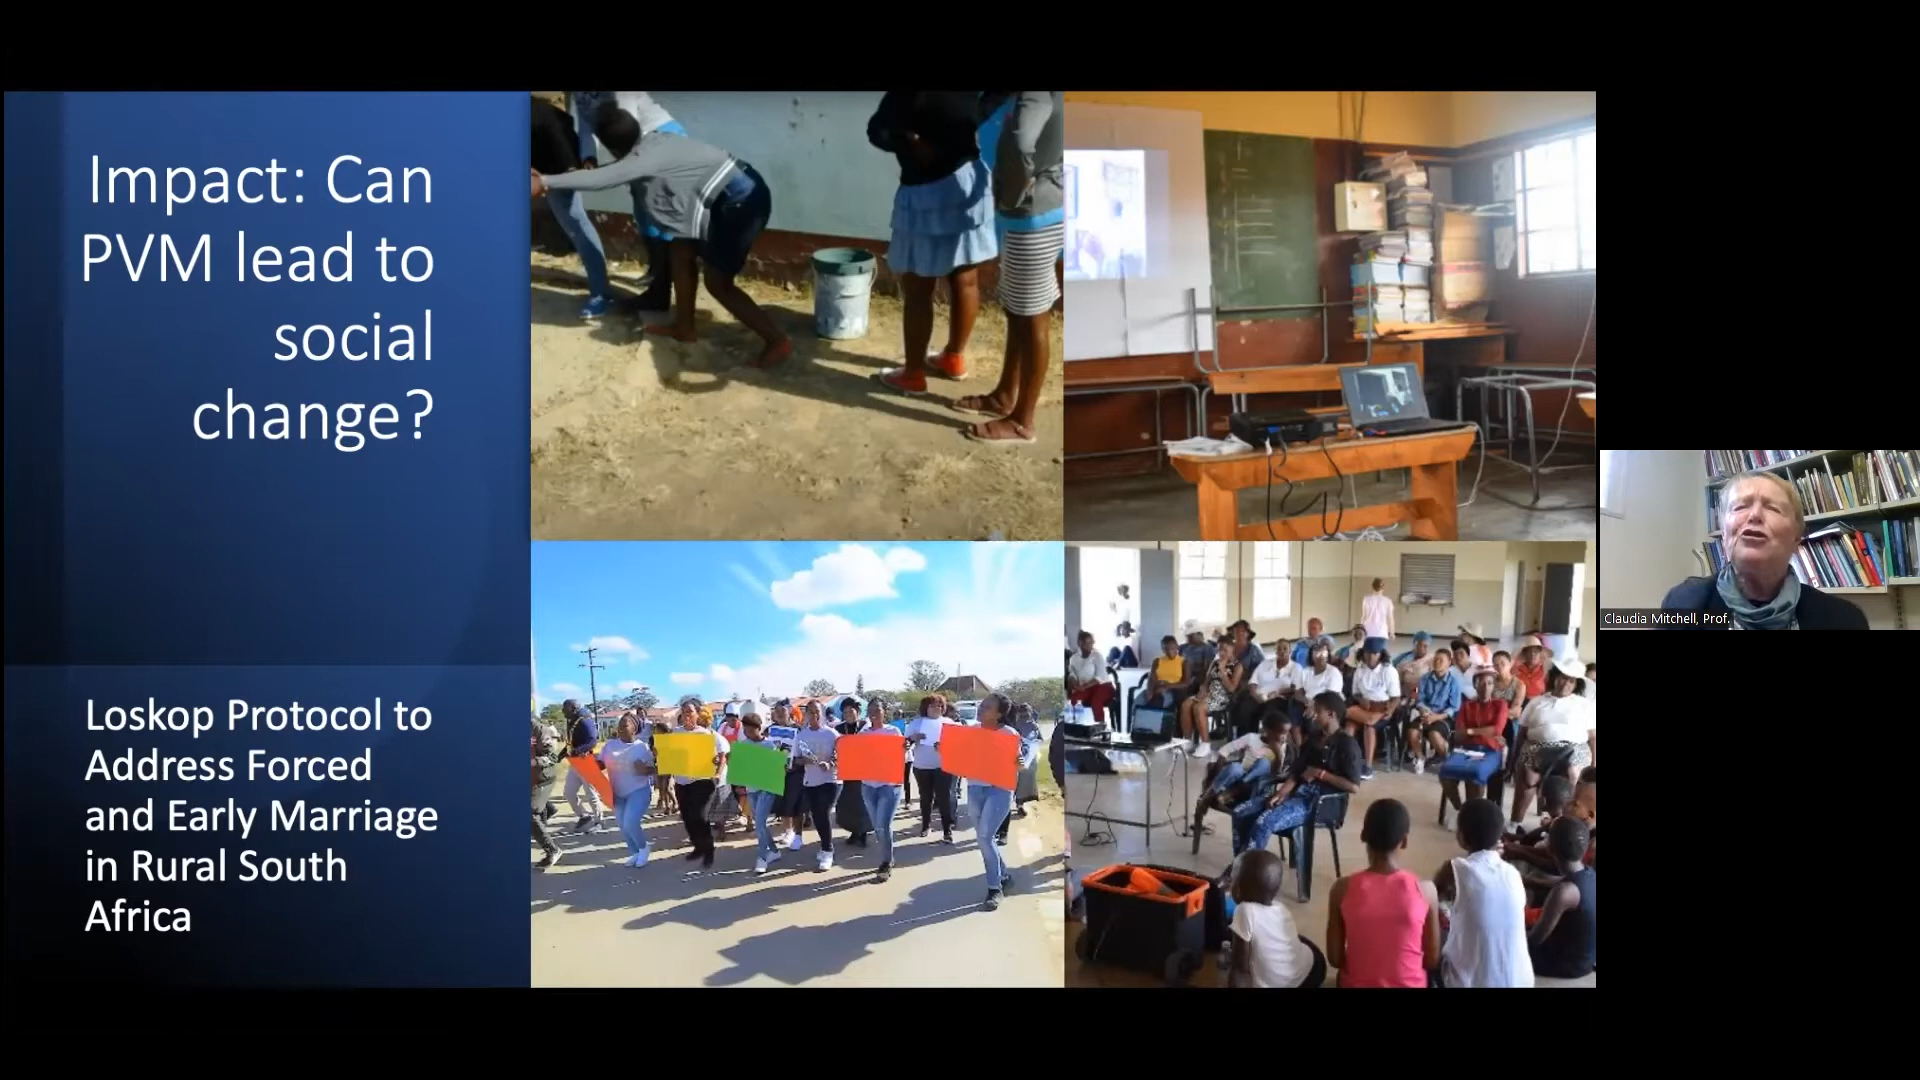 Impact: Can
PVM lead to
social
change?
Loskop Protocol to
Address Forced
and Early Marriage
in Rural South
Africa
Claudia Mitchell, Prof.